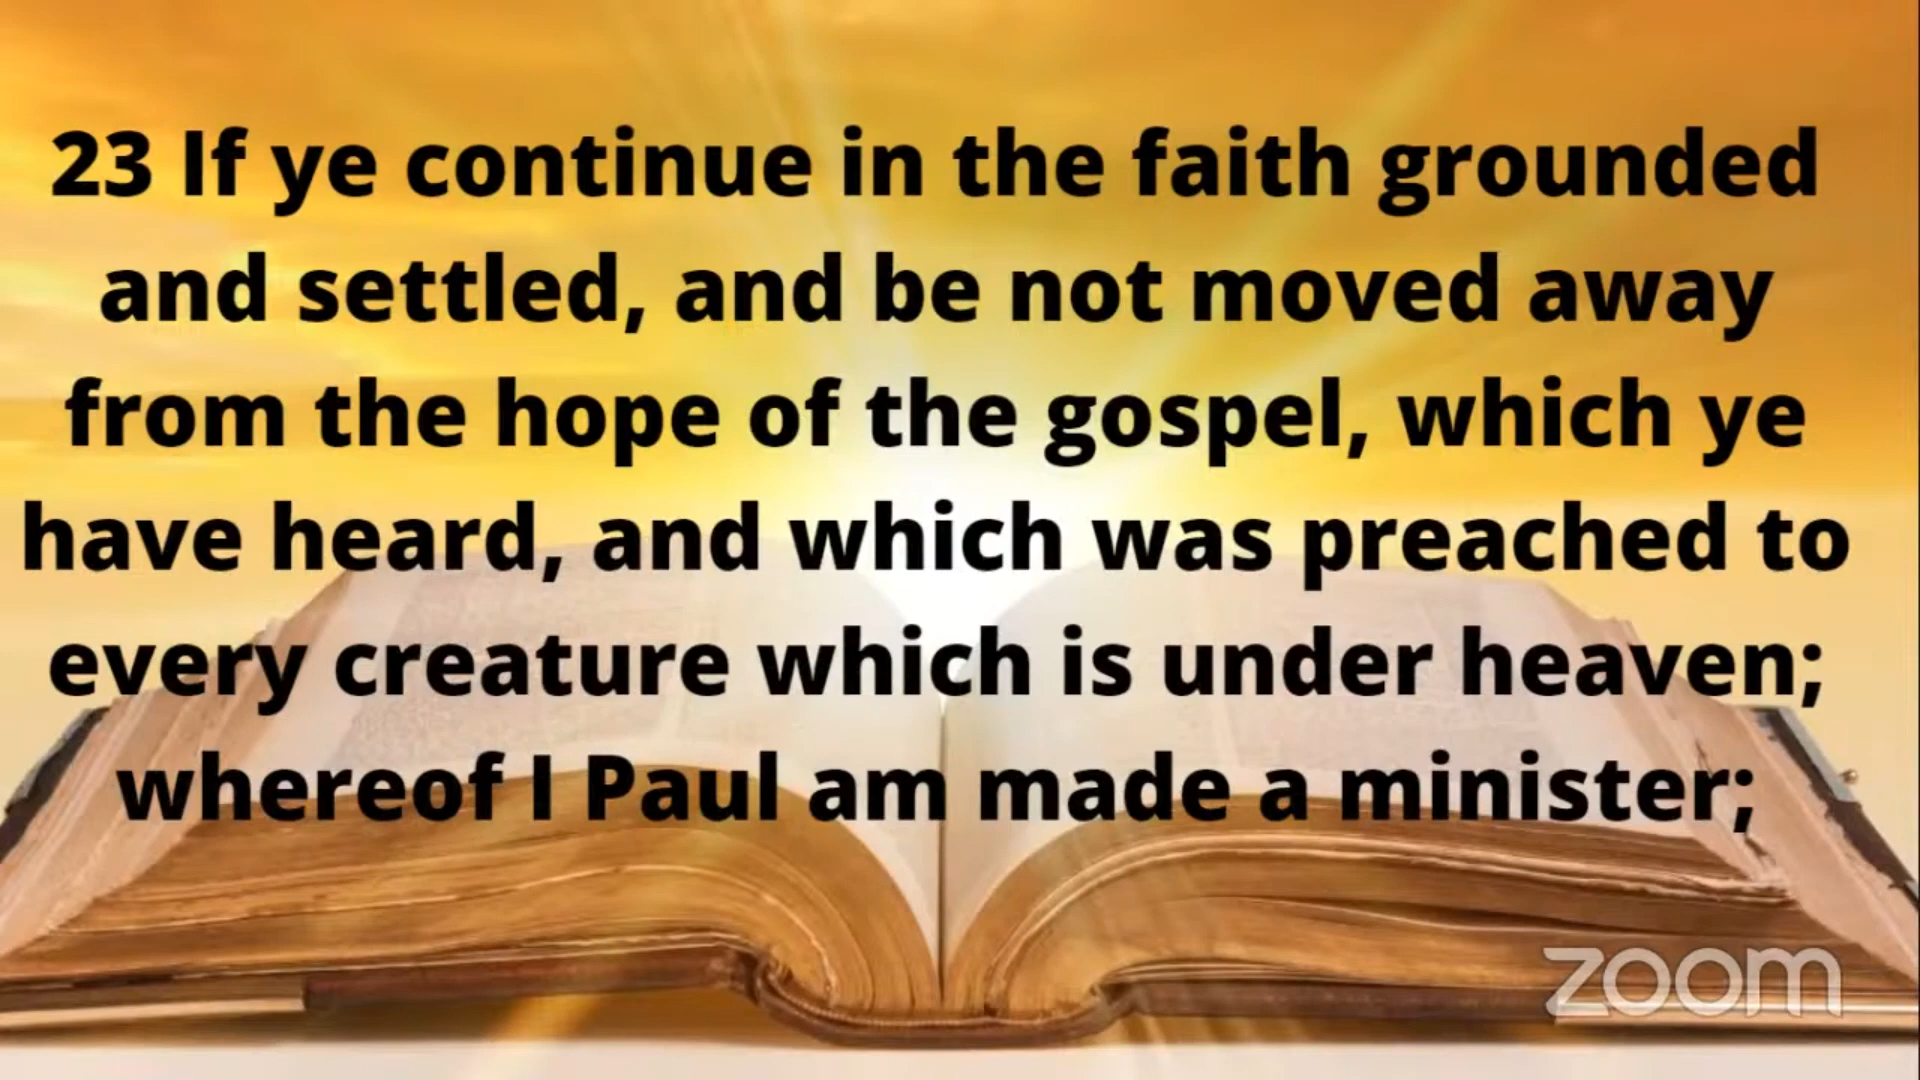 23 If ye continue in the faith grounded
and settled, and be not moved away
from the hope of the gospel, which ye
have heard, and which was preached to
every creature which is under heaven;
whereof I Paul am made a minister;
zoom